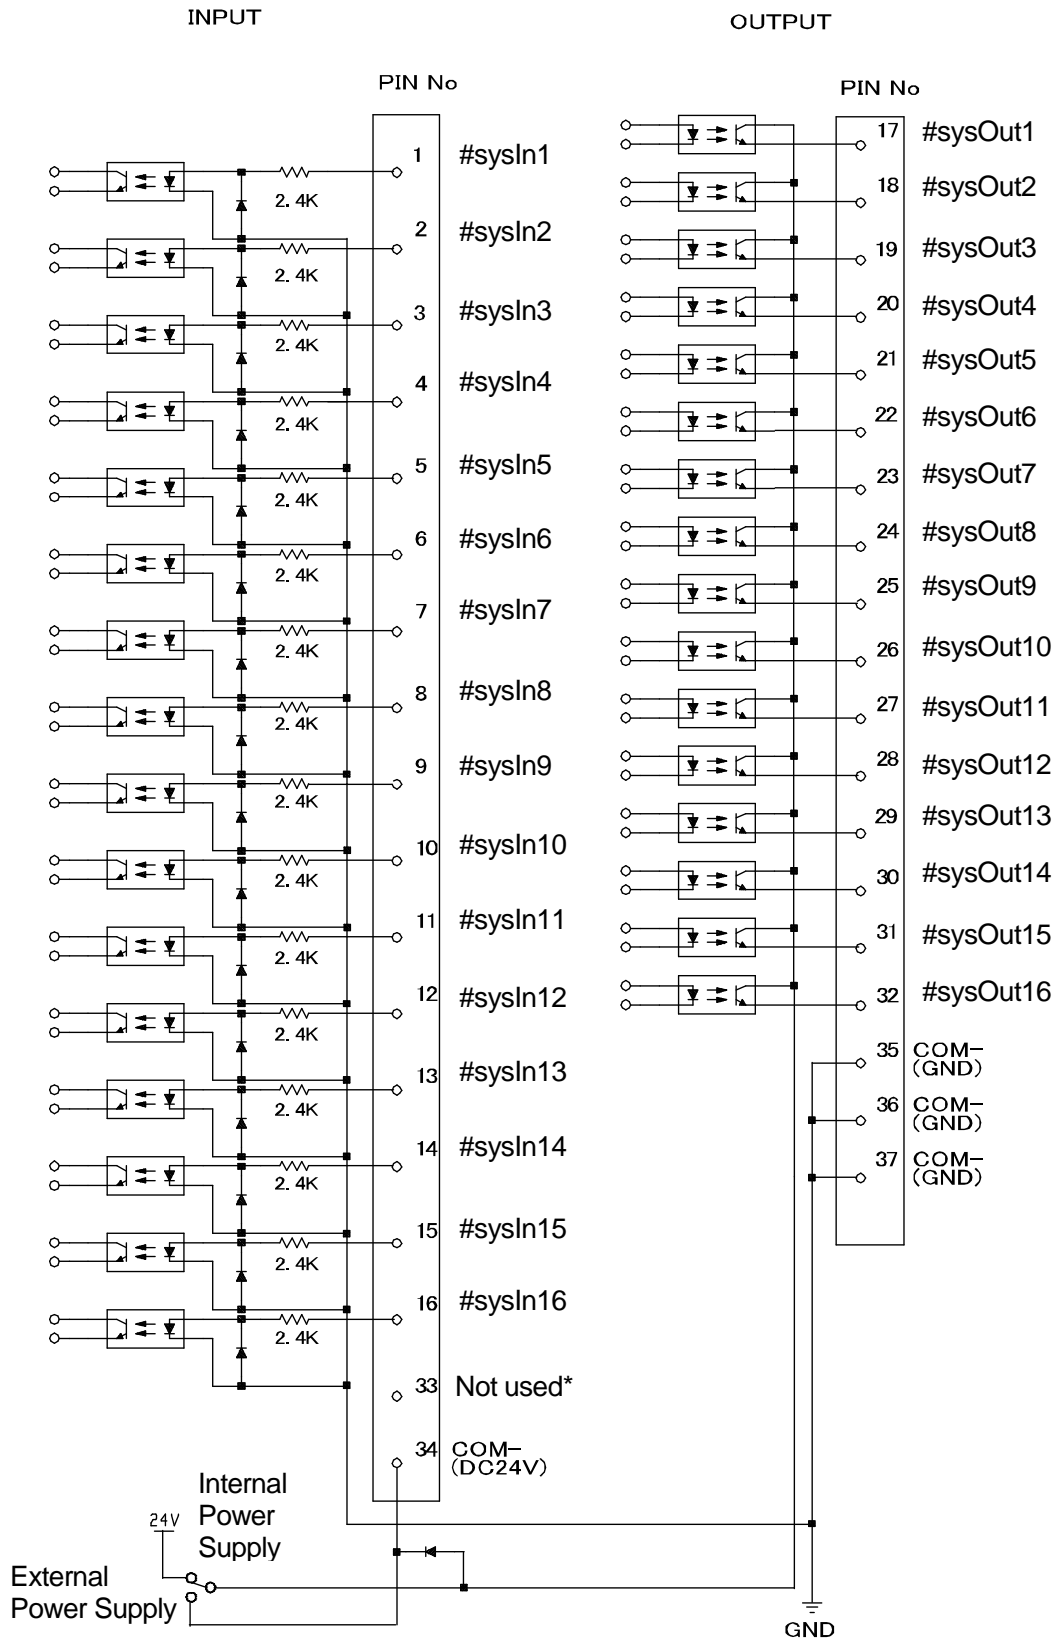 INPUT
PIN No
1 #sysIn1
2.4K
2 #sysIn2
2.4K
3 #sysIn3
2.4K
4 #sysIn4
2.4K
5 #sysIn5
2.4K
6 #sysIn6
2.4K
7 #sysIn7
2.4K
8 #sysIn8
2.4K
9 #sysIn9
2.4K
10 #sysIn10
2.4K
11 #sysIn11
2.4K
12 #sysIn12
2.4K
13 #sysIn13
2.4K
14 #sysIn14
2.4K
15 #sysIn15
2.4K
16 #sysIn16
2.4K
33 Not used*
34 COM-
(DC24V)
Internal
Power
Supply
24V
External
Power Supply
OUTPUT
PIN No
17 #sysOut1
18 #sysOut2
19 #sysOut3
20 #sysOut4
21 #sysOut5
22 #sysOut6
23 #sysOut7
24 #sysOut8
25 #sysOut9
26 #sysOut10
27 #sysOut11
28 #sysOut12
29 #sysOut13
30 #sysOut14
31 #sysOut15
32 #sysOut16
35 COM-
(GND)
36 COM-
(GND)
37 COM-
(GND)
GND